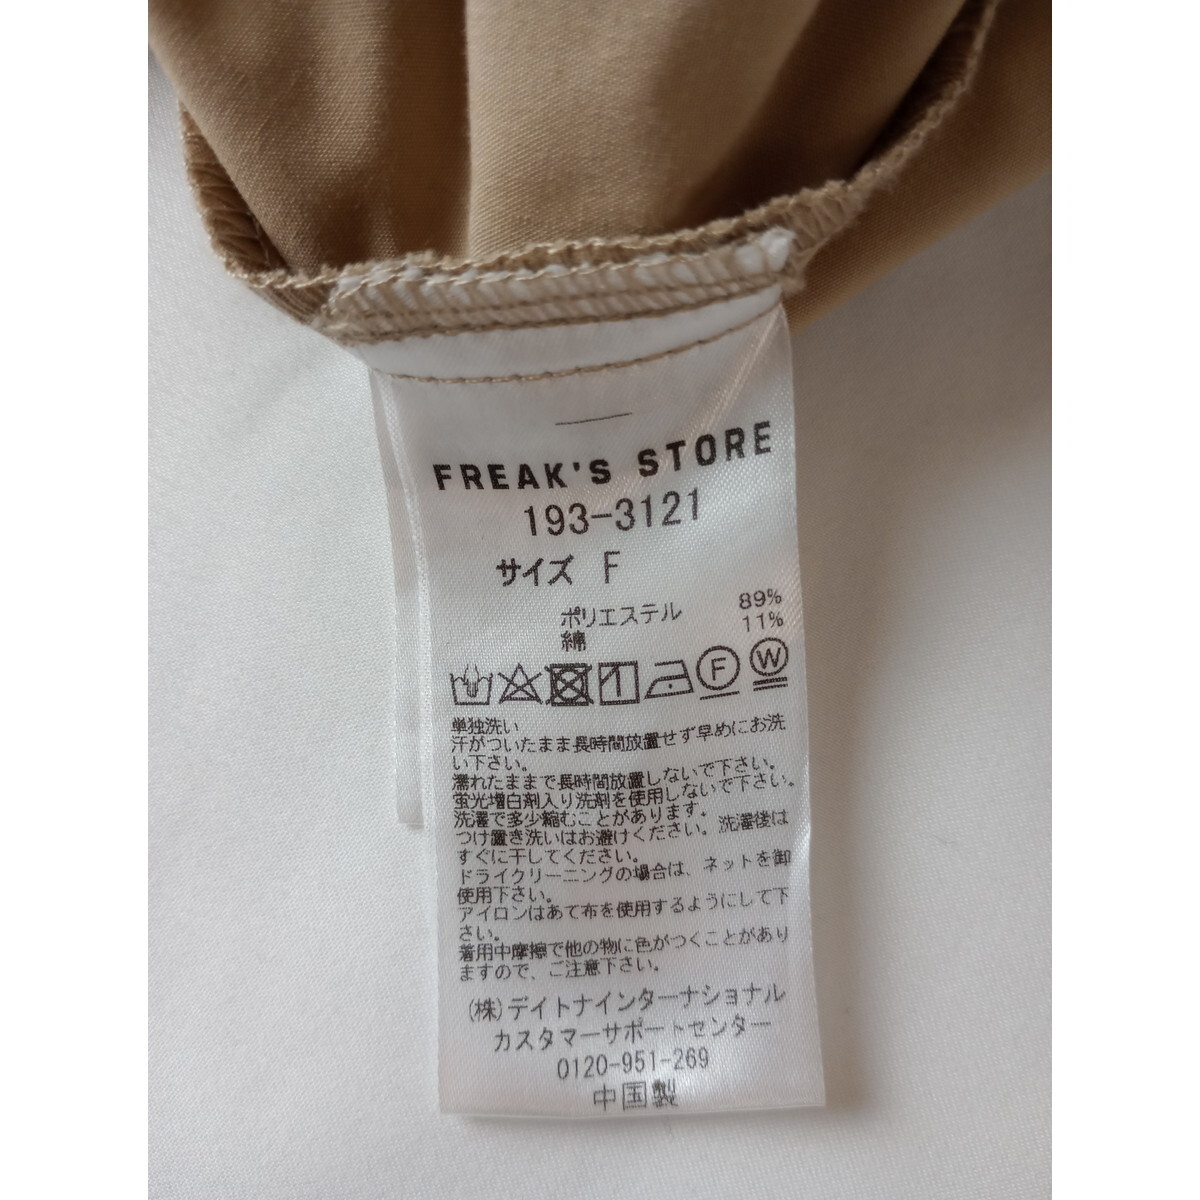 FREAK'S STORE
193-3121
サイズ F
ポリエステル 89%
綿 11%
F W
単独洗い
汗がついたまま長時間放置せず早めにお洗
い下さい。
濡れたままで長時間放置しないで下さい。
蛍光増白剤入り洗剤を使用しないで下さい。
洗濯で多少縮むことがあります。
つけ置き洗いはお避けください。洗濯後は
すぐに干してください。
ドライクリーニングの場合は、ネットを御
使用下さい。
アイロンはあて布を使用するようにして下
さい。
着用中摩擦で他の物に色がつくことがあり
ますので、ご注意下さい。
(株)デイトナインターナショナル
カスタマーサポートセンター
0120-951-269
中国製